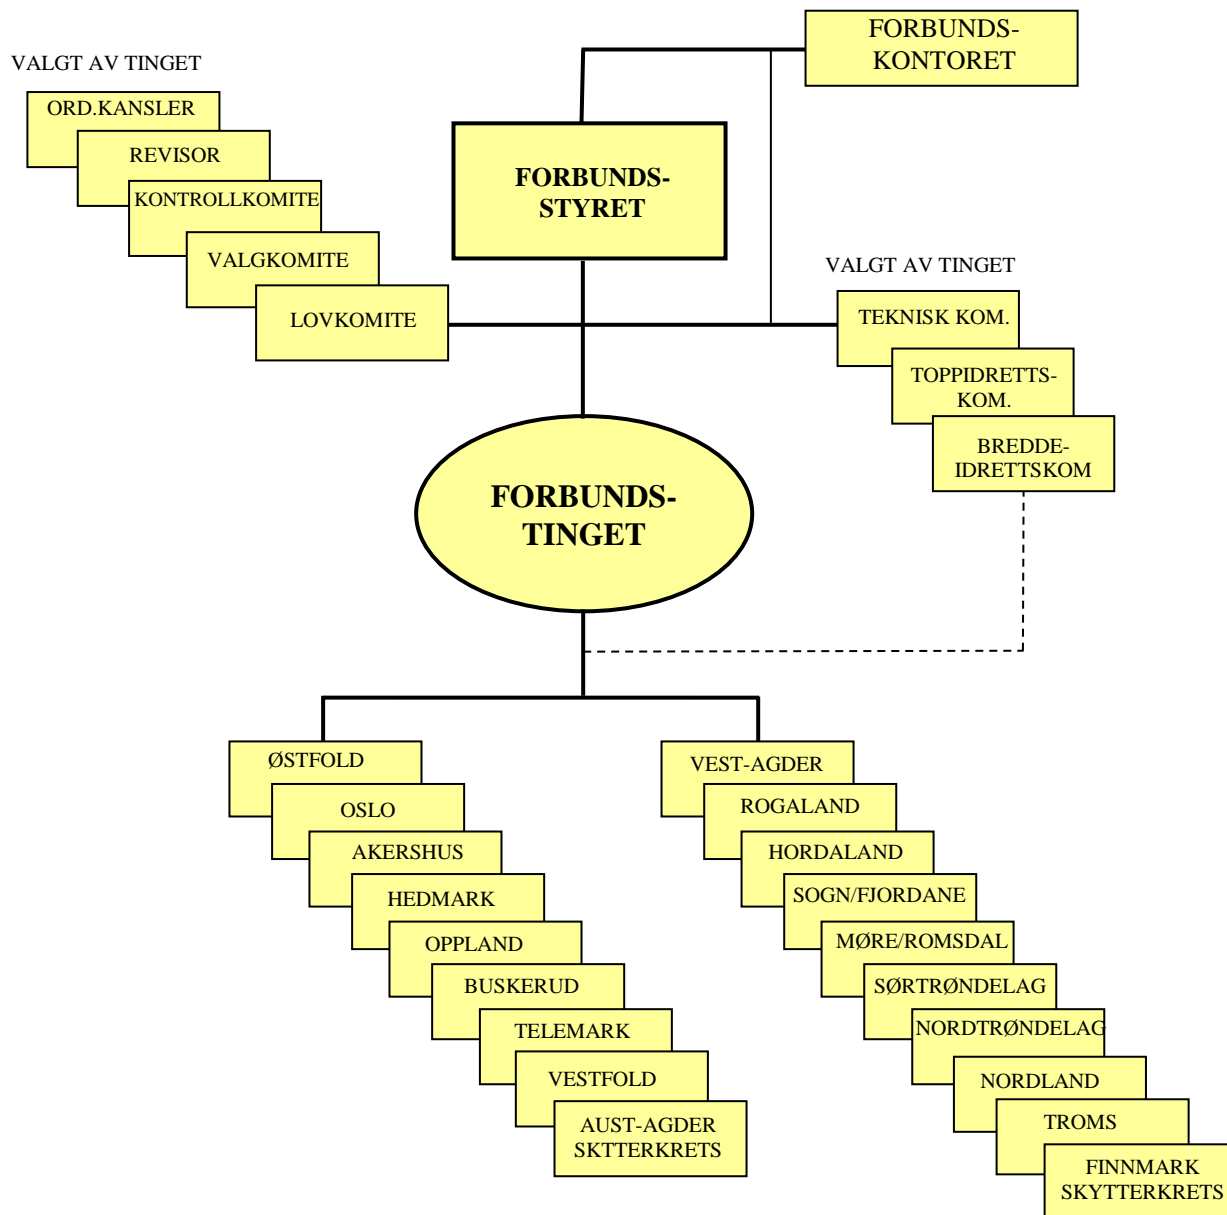 FORBUNDS-
KONTORET
VALGT AV TINGET
ORD.KANSLER
REVISOR
KONTROLLKOMITE
VALGKOMITE
LOVKOMITE
FORBUNDS-
STYRET
VALGT AV TINGET
TEKNISK KOM.
TOPPIDRETTS-
KOM.
BREDDE-
IDRETTSKOM
FORBUNDS-
TINGET
ØSTFOLD
OSLO
AKERSHUS
HEDMARK
OPPLAND
BUSKERUD
TELEMARK
VESTFOLD
AUST-AGDER
SKTTERKRETS
VEST-AGDER
ROGALAND
HORDALAND
SOGN/FJORDANE
MØRE/ROMSDAL
SØRTRØNDELAG
NORDTRØNDELAG
NORDLAND
TROMS
FINNMARK
SKYTTERKRETS